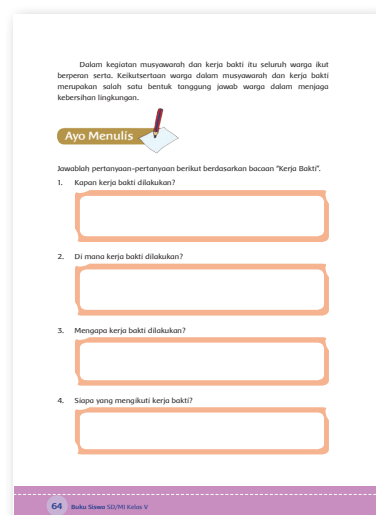 Dalam kegiatan musyawarah dan kerja bakti itu seluruh warga ikut
berperan serta. Keikutsertaan warga dalam musyawarah dan kerja bakti
merupakan salah satu bentuk tanggung jawab warga dalam menjaga
kebersihan lingkungan.
Ayo Menulis
Jawablah pertanyaan-pertanyaan berikut berdasarkan bacaan "Kerja Bakti".
1. Kapan kerja bakti dilakukan?
2. Di mana kerja bakti dilakukan?
3. Mengapa kerja bakti dilakukan?
4. Siapa yang mengikuti kerja bakti?
64 Buku Siswa SD/MI Kelas V